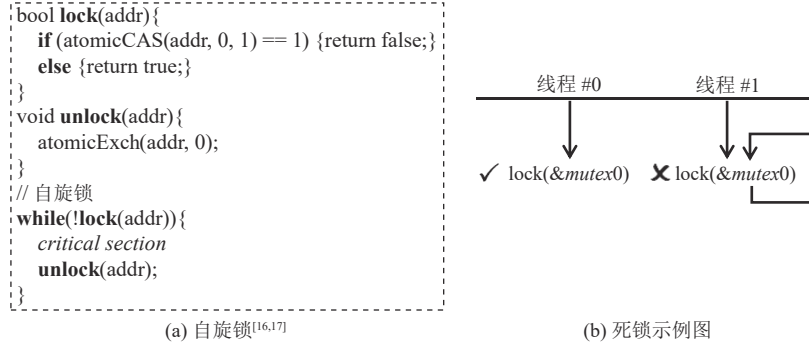 bool lock(addr){
if (atomicCAS(addr, 0, 1) == 1) {return false;}
else {return true;}
}
void unlock(addr){
atomicExch(addr, 0);
}
// 自旋锁
while(!lock(addr)){
critical section
unlock(addr);
}
(a) 自旋锁[16,17]
线程 #0 线程 #1
✓ lock(&mutex0) ✘ lock(&mutex0)
(b) 死锁示例图